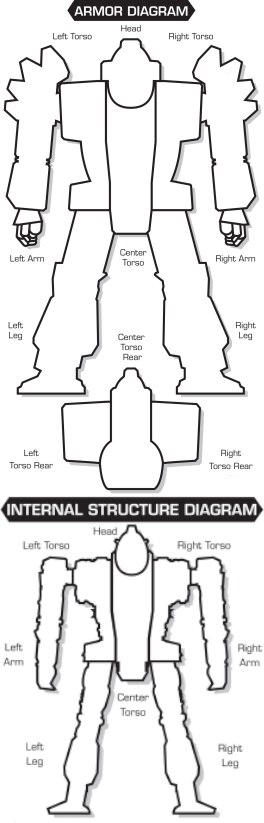 ARMOR DIAGRAM
Head
Left Torso
Right Torso
Left Arm
Center
Torso
Right Arm
Left
Leg
Center
Torso
Rear
Right
Leg
Left
Torso Rear
Right
Torso Rear
INTERNAL STRUCTURE DIAGRAM
Head
Left Torso
Right Torso
Left
Arm
Right
Arm
Center
Torso
Left
Leg
Right
Leg